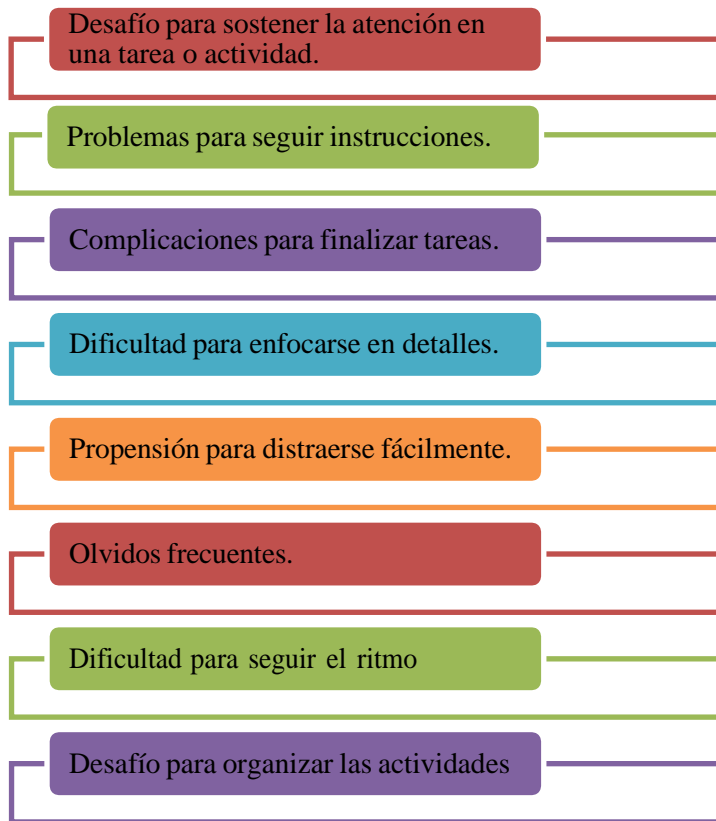 Desafío para sostener la atención en
una tarea o actividad.
Problemas para seguir instrucciones.
Complicaciones para finalizar tareas.
Dificultad para enfocarse en detalles.
Propensión para distraerse fácilmente.
Olvidos frecuentes.
Dificultad para seguir el ritmo
Desafío para organizar las actividades